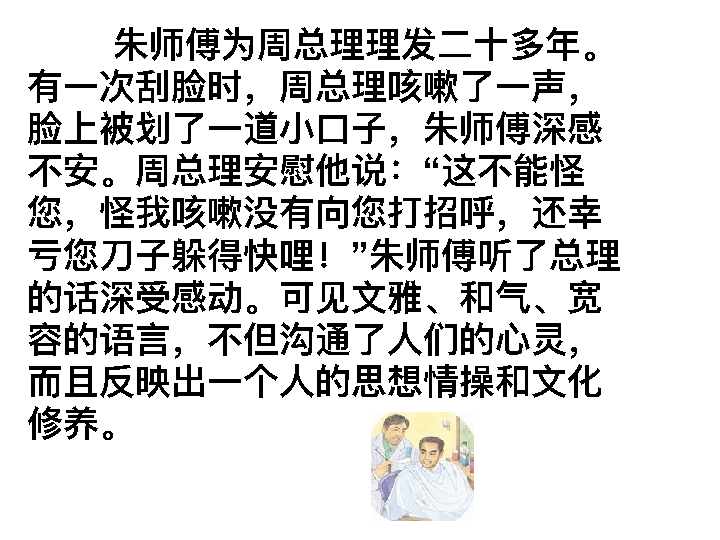 朱师傅为周总理理发二十多年。
有一次刮脸时，周总理咳嗽了一声，
脸上被划了一道小口子，朱师傅深感
不安。周总理安慰他说：“这不能怪
您，怪我咳嗽没有向您打招呼，还幸
亏您刀子躲得快哩！”朱师傅听了总理
的话深受感动。可见文雅、和气、宽
容的语言，不但沟通了人们的心灵，
而且反映出一个人的思想情操和文化
修养。